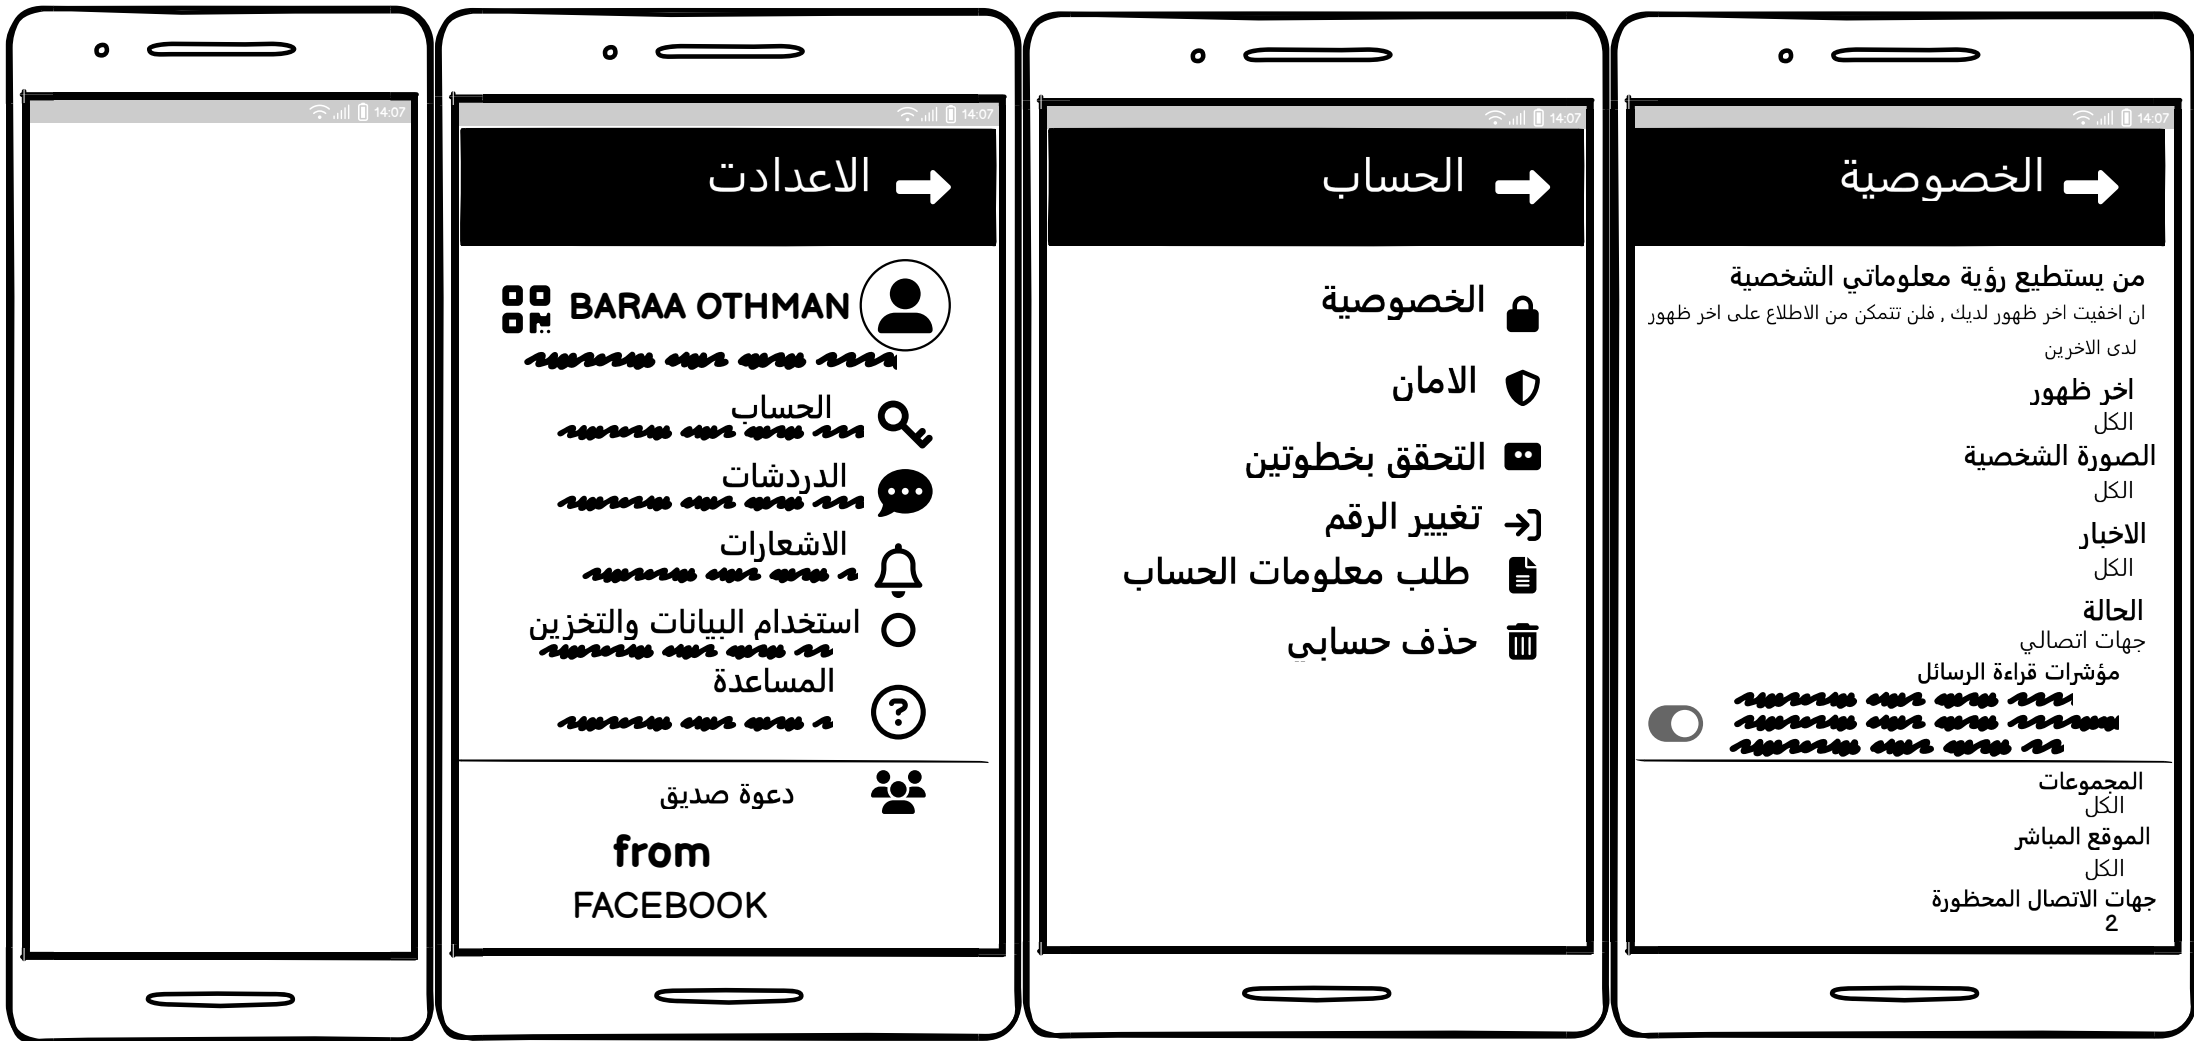 14:07
14:07
الاعدادت
BARAA OTHMAN
الحساب
الدردشات
الاشعارات
استخدام البيانات والتخزين
المساعدة
دعوة صديق
from
FACEBOOK
14:07
الحساب
الخصوصية
الامان
التحقق بخطوتين
تغيير الرقم
طلب معلومات الحساب
حذف حسابي
14:07
الخصوصية
من يستطيع رؤية معلوماتي الشخصية
ان اخفيت اخر ظهور لديك , فلن تتمكن من الاطلاع على اخر ظهور
لدى الاخرين
اخر ظهور
الكل
الصورة الشخصية
الكل
الاخبار
الكل
الحالة
جهات اتصالي
مؤشرات قراءة الرسائل
المجموعات
الكل
الموقع المباشر
الكل
جهات الاتصال المحظورة
2